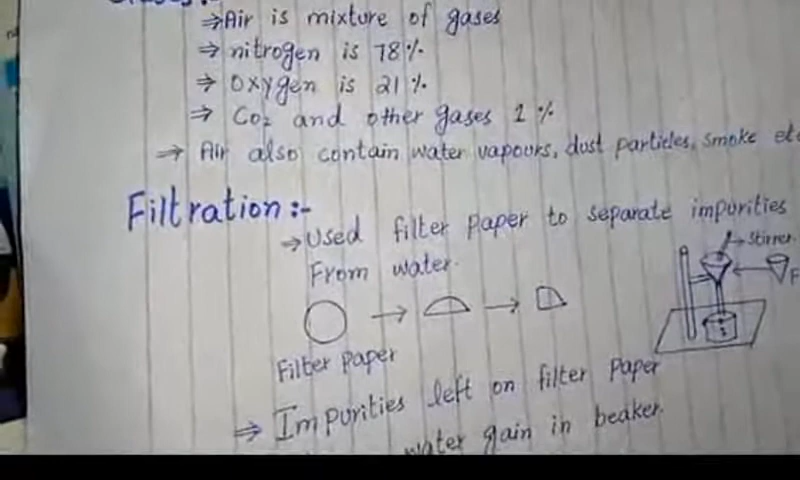 ⇒ Air is mixture of gases
⇒ nitrogen is 78%
⇒ Oxygen is 21%
⇒ CO₂ and other gases 1%
⇒ Air also contain water vapours, dust particles, smoke etc
Filtration :-
⇒ Used filter paper to separate impurities
From water.
→ Stirrer
Filter paper
⇒ Impurities left on filter paper
water gain in beaker.